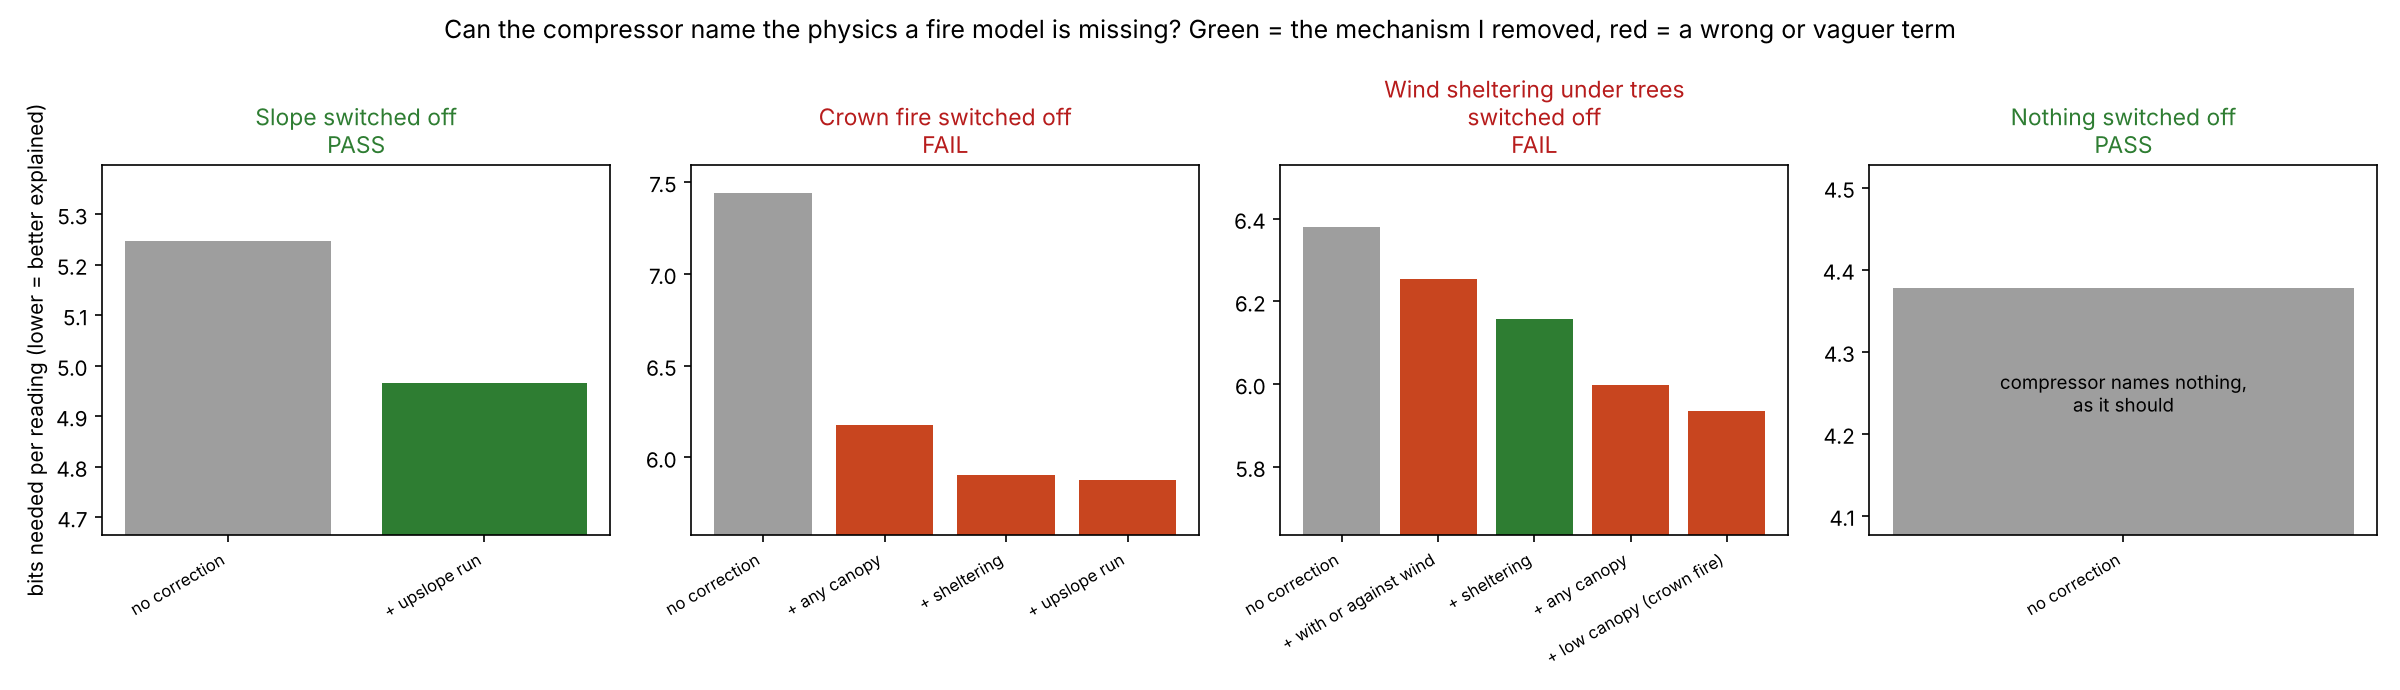 Can the compressor name the physics a fire model is missing? Green = the mechanism I removed, red = a wrong or vaguer term
bits needed per reading (lower = better explained)
Slope switched off
PASS
5.3
5.2
5.1
5.0
4.9
4.8
4.7
no correction
+ upslope run
Crown fire switched off
FAIL
7.5
7.0
6.5
6.0
no correction
+ any canopy
+ sheltering
+ upslope run
Wind sheltering under trees
switched off
FAIL
6.4
6.2
6.0
5.8
no correction
+ with or against wind
+ sheltering
+ any canopy
+ low canopy (crown fire)
Nothing switched off
PASS
4.5
4.4
4.3
4.2
4.1
compressor names nothing,
as it should
no correction